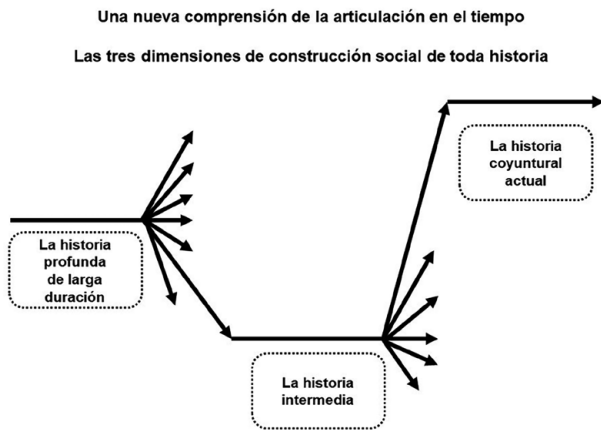 Una nueva comprensión de la articulación en el tiempo
Las tres dimensiones de construcción social de toda historia
La historia
coyuntural
actual
La historia
profunda
de larga
duración
La historia
intermedia